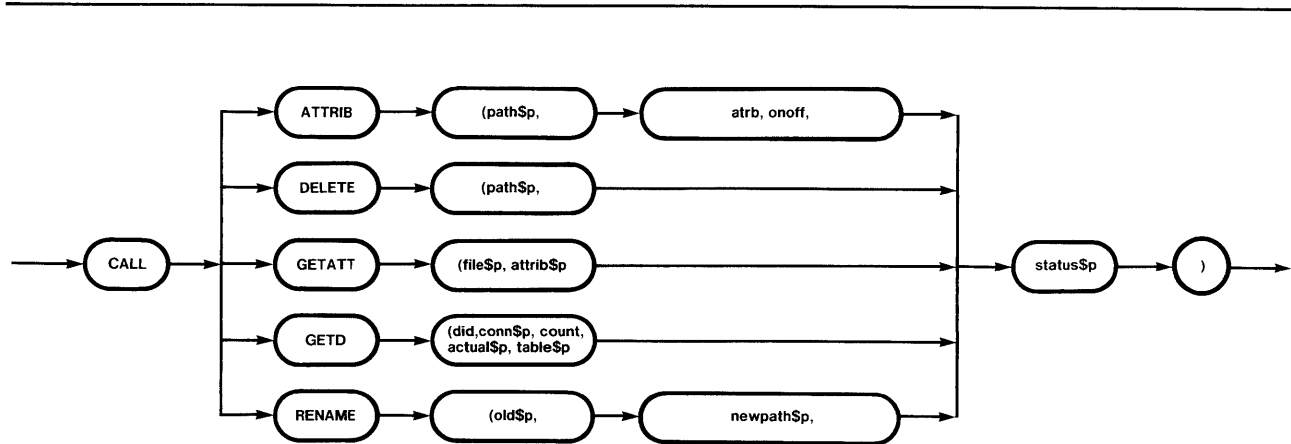 ATTRIB (path$p, atrb, onoff,
DELETE (path$p,
CALL GETATT (file$p, attrib$p status$p )
GETD (did,conn$p, count,
actual$p, table$p
RENAME (old$p, newpath$p,